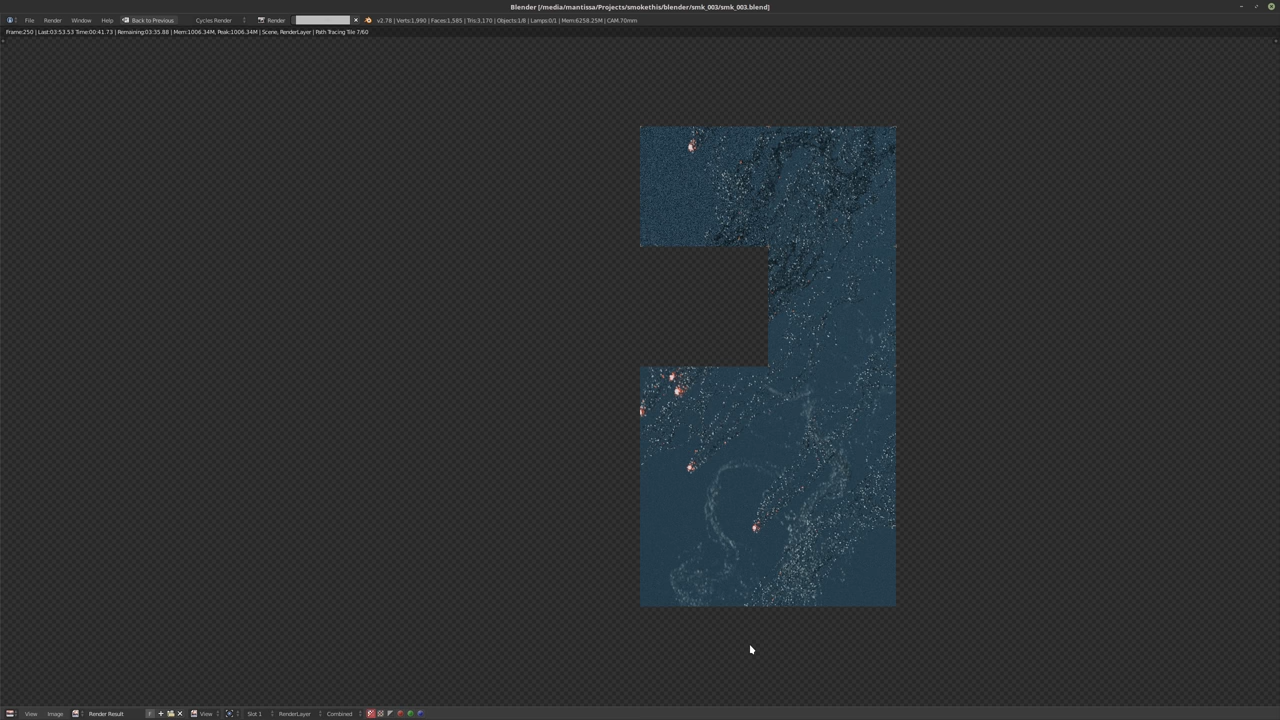 Blender [/media/mantissa/Projects/smokethis/blender/smk_003/smk_003.blend]
File Render Window Help Back to Previous Cycles Render Render v2.78 | Verts:1,990 | Faces:1,585 | Tris:3,170 | Objects:1/8 | Lamps:0/1 | Mem:6258.25M | CAM.70mm
Frame:250 | Last:03:53.53 Time:00:41.73 | Remaining:03:35.88 | Mem:1006.34M, Peak:1006.34M | Scene, RenderLayer | Path Tracing Tile 7/60
View Image Render Result F View Slot 1 RenderLayer Combined